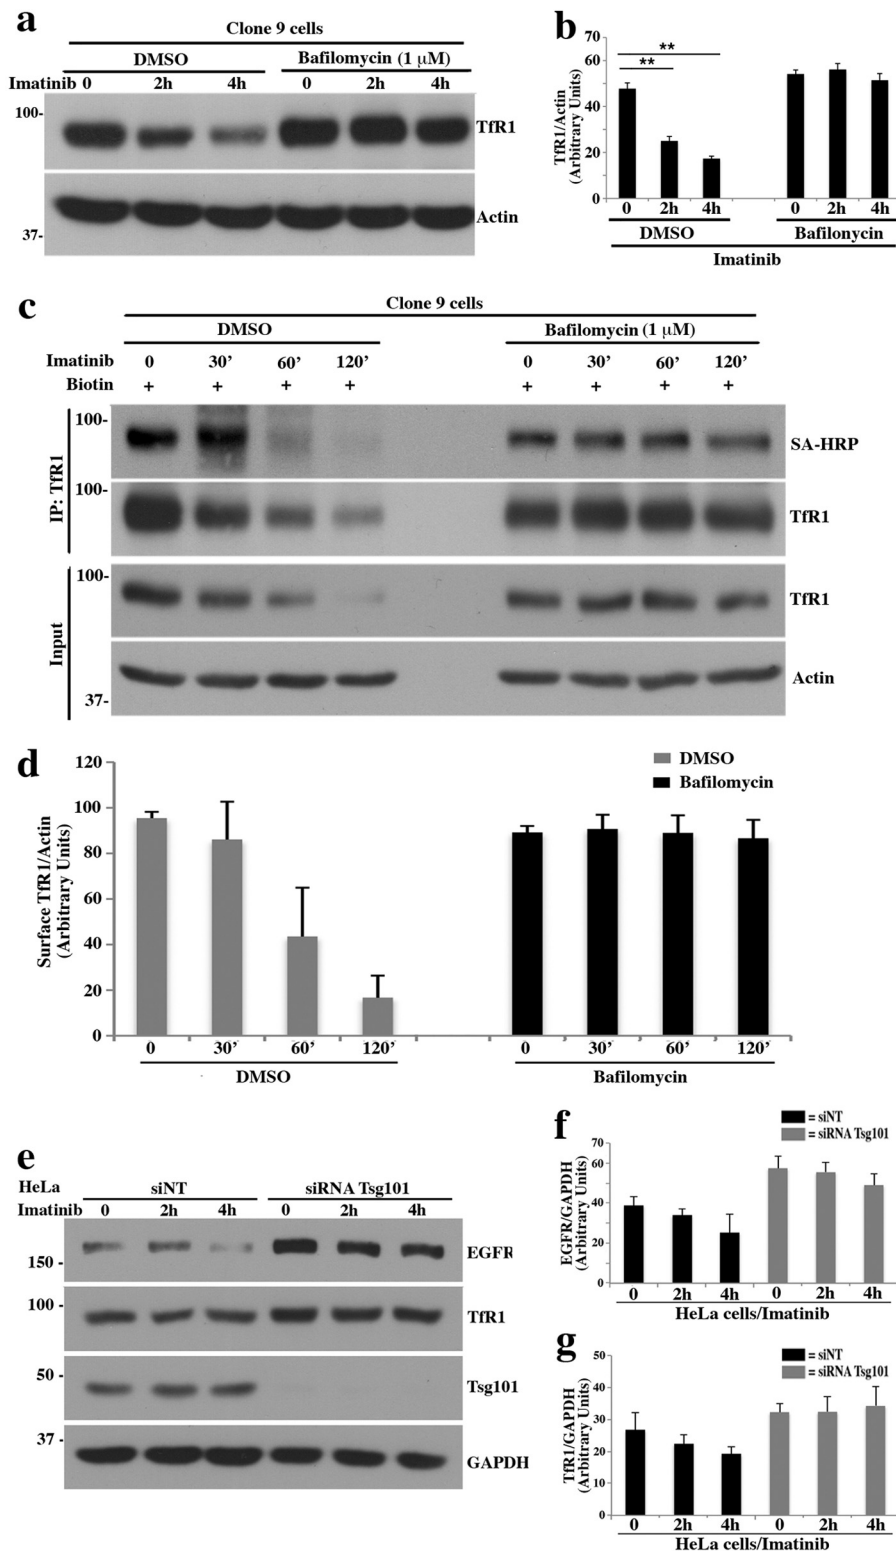 a
Clone 9 cells
DMSO Bafilomycin (1 μM)
Imatinib 0 2h 4h 0 2h 4h
100-
TfR1
Actin
37-
b
70
60
40
20
0
TfR1/Actin
(Arbitrary Units)
** 
**
0 2h 4h 0 2h 4h
DMSO Bafilonycin
Imatinib
c
Clone 9 cells
DMSO Bafilomycin (1 μM)
Imatinib 0 30' 60' 120' 0 30' 60' 120'
Biotin + + + + + + + +
IP: TfR1
100-
SA-HRP
100-
TfR1
Input
100-
TfR1
Actin
37-
d
DMSO
Bafilomycin
120
100
80
60
40
20
0
Surface TfR1/Actin
(Arbitrary Units)
0 30' 60' 120' 0 30' 60' 120'
DMSO Bafilomycin
e
HeLa siNT siRNA Tsg101
Imatinib 0 2h 4h 0 2h 4h
EGFR
150 -
100 -
TfR1
50 -
Tsg101
37 -
GAPDH
f
= siNT
= siRNA Tsg101
70
60
40
20
0
EGFR/GAPDH
(Arbitrary Units)
0 2h 4h 0 2h 4h
HeLa cells/Imatinib
g
= siNT
= siRNA Tsg101
50
40
30
20
10
0
TfR1/GAPDH
(Arbitrary Units)
0 2h 4h 0 2h 4h
HeLa cells/Imatinib